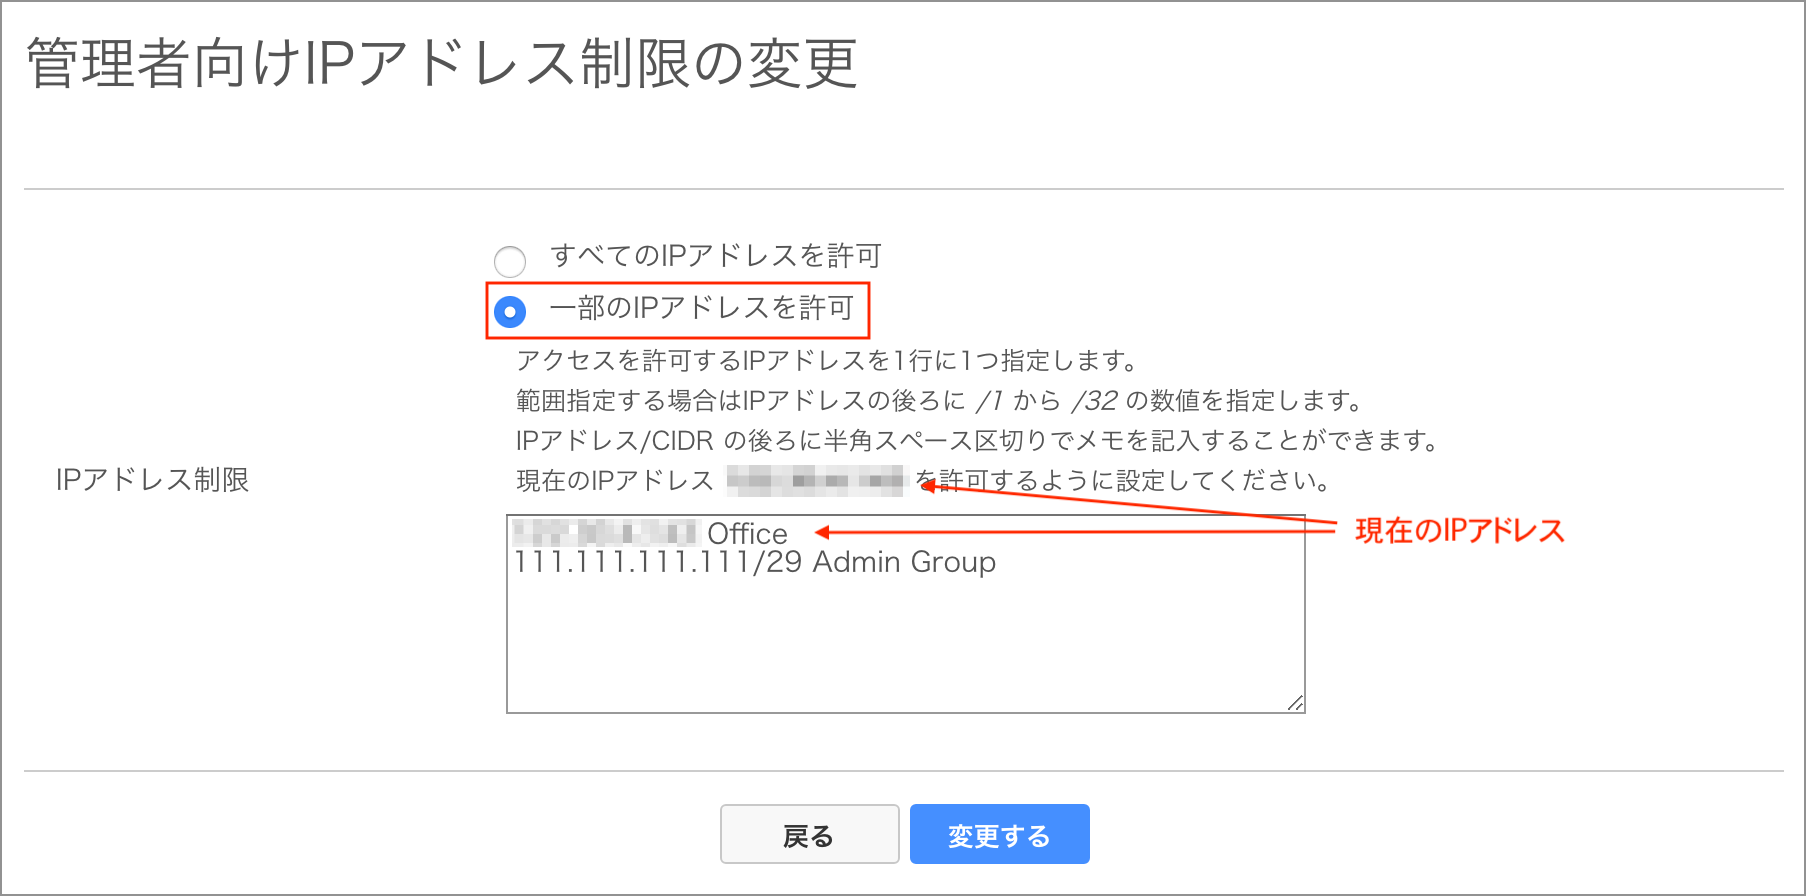 管理者向けIPアドレス制限の変更
すべてのIPアドレスを許可
一部のIPアドレスを許可
アクセスを許可するIPアドレスを1行に1つ指定します。
範囲指定する場合はIPアドレスの後ろに /1 から /32 の数値を指定します。
IPアドレス/CIDR の後ろに半角スペース区切りでメモを記入することができます。
IPアドレス制限
現在のIPアドレス を許可するように設定してください。
Office
現在のIPアドレス
111.111.111.111/29 Admin Group
戻る
変更する